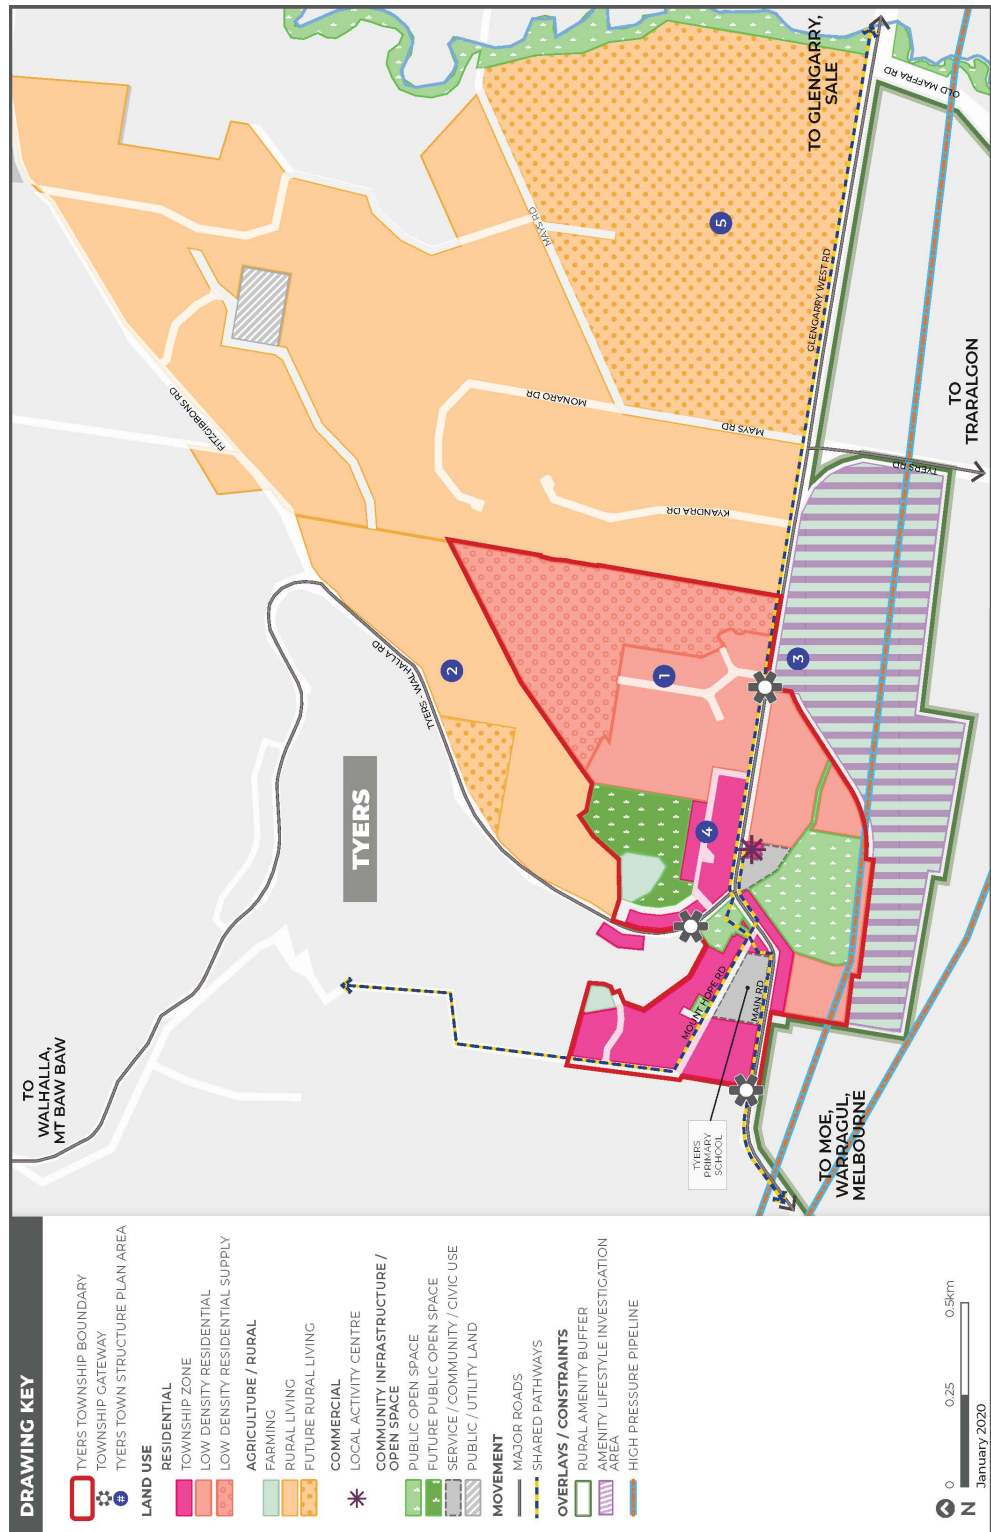 DRAWING KEY
TYERS TOWNSHIP BOUNDARY
TOWNSHIP GATEWAY
#
TYERS TOWN STRUCTURE PLAN AREA
LAND USE
RESIDENTIAL
TOWNSHIP ZONE
LOW DENSITY RESIDENTIAL
LOW DENSITY RESIDENTIAL SUPPLY
AGRICULTURE / RURAL
FARMING
RURAL LIVING
FUTURE RURAL LIVING
COMMERCIAL
LOCAL ACTIVITY CENTRE
COMMUNITY INFRASTRUCTURE /
OPEN SPACE
PUBLIC OPEN SPACE
FUTURE PUBLIC OPEN SPACE
SERVICE / COMMUNITY / CIVIC USE
PUBLIC / UTILITY LAND
MOVEMENT
MAJOR ROADS
SHARED PATHWAYS
OVERLAYS / CONSTRAINTS
RURAL AMENITY BUFFER
AMENITY LIFESTYLE INVESTIGATION
AREA
HIGH PRESSURE PIPELINE
N
0
0.25
0.5km
January 2020
TO
WALHALLA,
MT BAW BAW
TYERS
FITZGIBBONS RD
TYERS - WALHALLA RD
2
MONARO DR
KYANDRA DR
MAYS RD
MAYS RD
5
1
4
3
GLENGARRY WEST RD
TO GLENGARRY,
SALE
OLD MAFFRA RD
TYERS RD
TO
TRARALGON
MOUNT HOPE RD
MAIN RD
TYERS
PRIMARY
SCHOOL
TO MOE,
WARRAGUL,
MELBOURNE